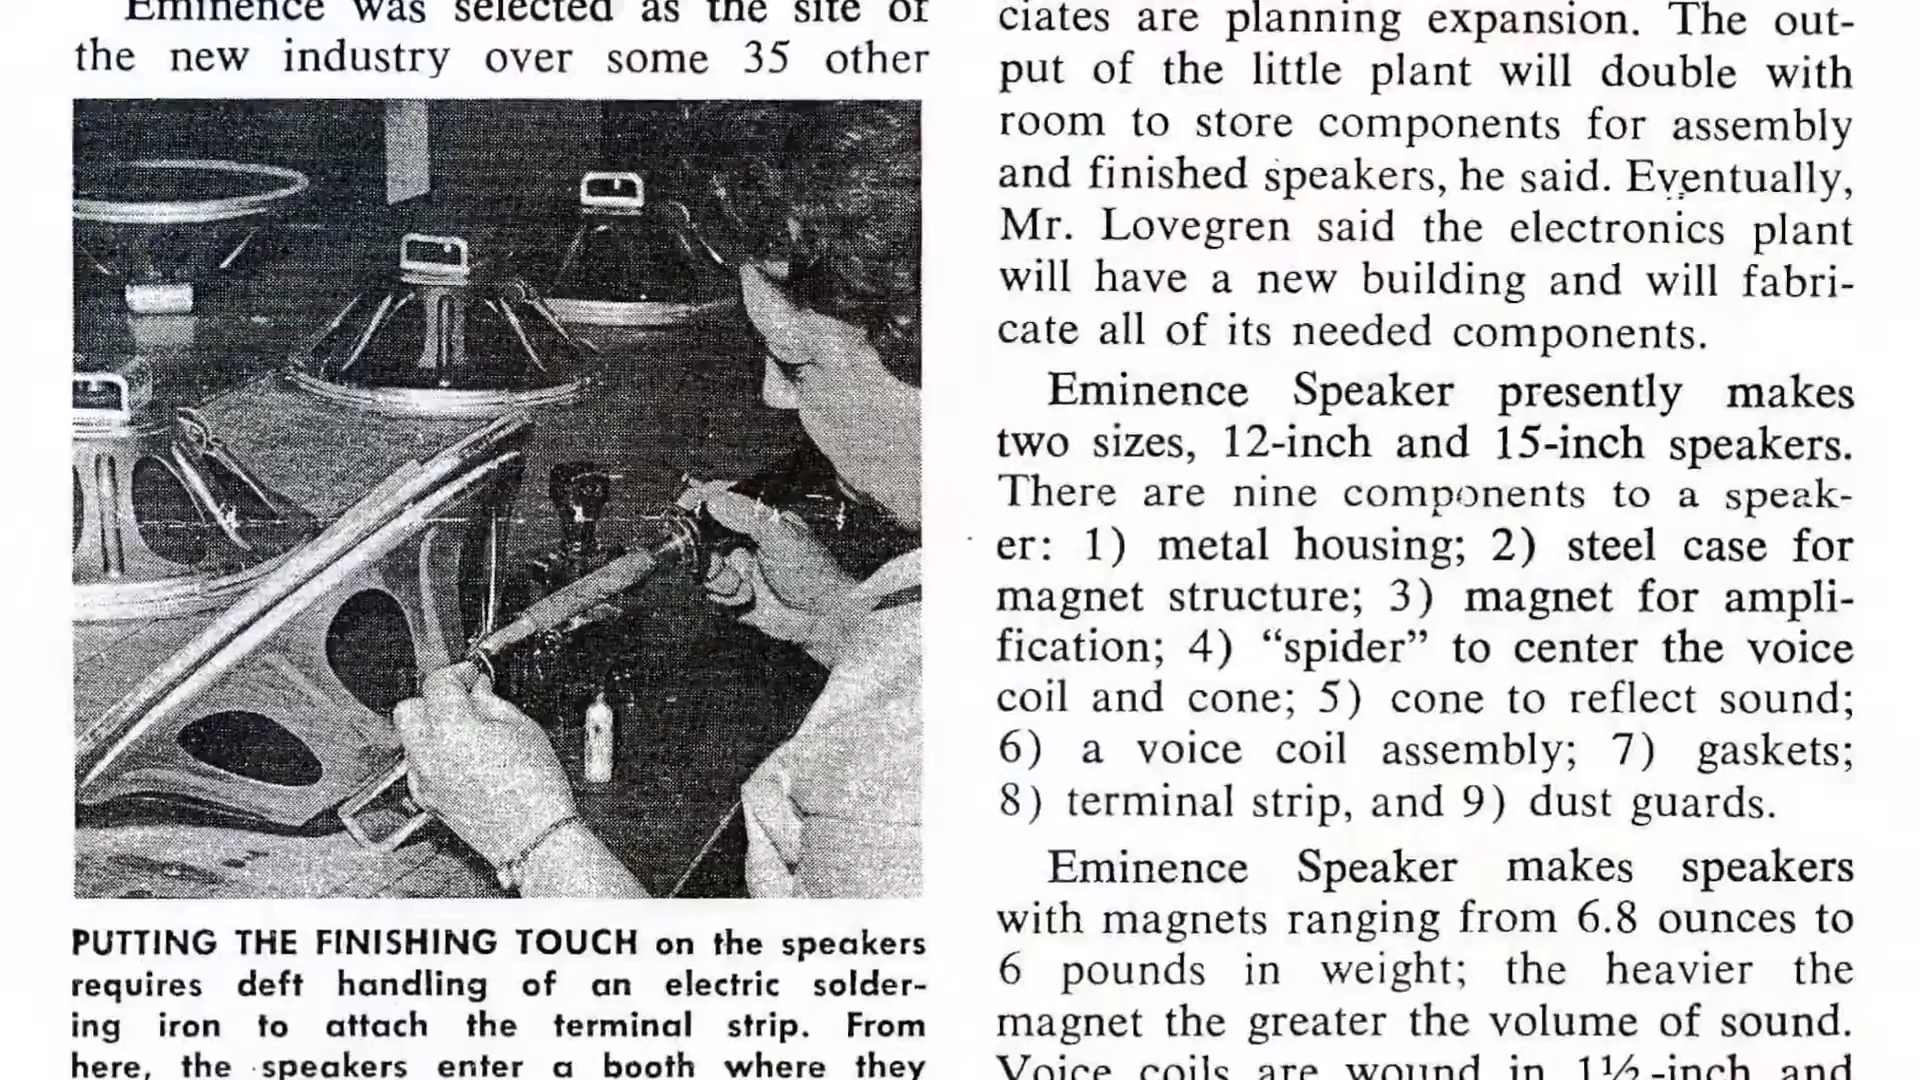 Eminence was selected as the site of
the new industry over some 35 other
PUTTING THE FINISHING TOUCH on the speakers
requires deft handling of an electric solder-
ing iron to attach the terminal strip. From
here, the speakers enter a booth where they
ciates are planning expansion. The out-
put of the little plant will double with
room to store components for assembly
and finished speakers, he said. Eventually,
Mr. Lovegren said the electronics plant
will have a new building and will fabri-
cate all of its needed components.
Eminence Speaker presently makes
two sizes, 12-inch and 15-inch speakers.
There are nine components to a speak-
er: 1) metal housing; 2) steel case for
magnet structure; 3) magnet for ampli-
fication; 4) “spider” to center the voice
coil and cone; 5) cone to reflect sound;
6) a voice coil assembly; 7) gaskets;
8) terminal strip, and 9) dust guards.
Eminence Speaker makes speakers
with magnets ranging from 6.8 ounces to
6 pounds in weight; the heavier the
magnet the greater the volume of sound.
Voice coils are wound in 1½-inch and